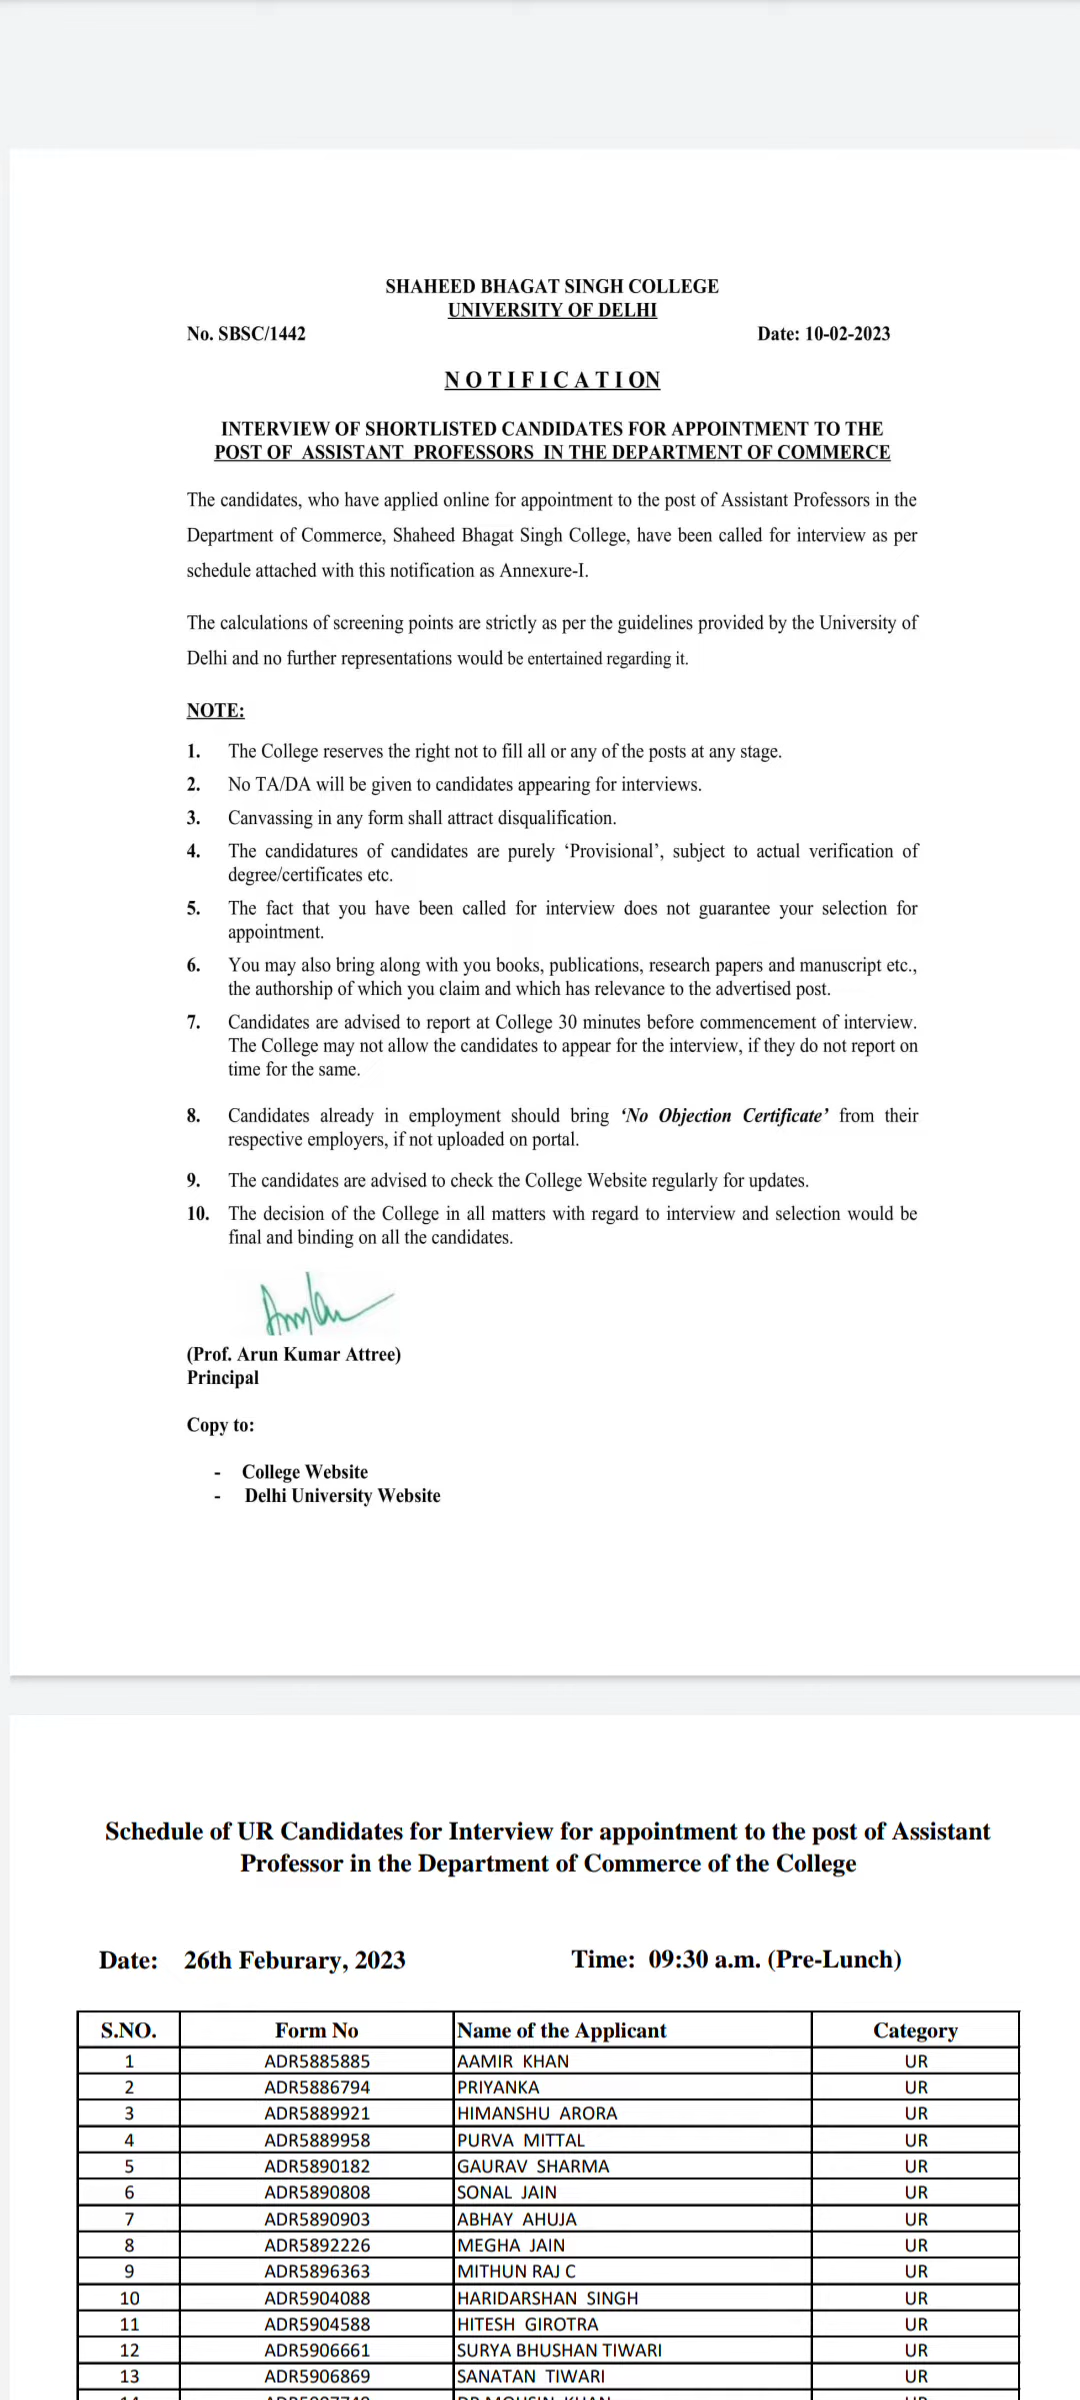 SHAHEED BHAGAT SINGH COLLEGE
UNIVERSITY OF DELHI
No. SBSC/1442 Date: 10-02-2023
N O T I F I C A T I ON
INTERVIEW OF SHORTLISTED CANDIDATES FOR APPOINTMENT TO THE
POST OF ASSISTANT PROFESSORS IN THE DEPARTMENT OF COMMERCE
The candidates, who have applied online for appointment to the post of Assistant Professors in the
Department of Commerce, Shaheed Bhagat Singh College, have been called for interview as per
schedule attached with this notification as Annexure-I.
The calculations of screening points are strictly as per the guidelines provided by the University of
Delhi and no further representations would be entertained regarding it.
NOTE:
1. The College reserves the right not to fill all or any of the posts at any stage.
2. No TA/DA will be given to candidates appearing for interviews.
3. Canvassing in any form shall attract disqualification.
4. The candidatures of candidates are purely ‘Provisional’, subject to actual verification of
degree/certificates etc.
5. The fact that you have been called for interview does not guarantee your selection for
appointment.
6. You may also bring along with you books, publications, research papers and manuscript etc.,
the authorship of which you claim and which has relevance to the advertised post.
7. Candidates are advised to report at College 30 minutes before commencement of interview.
The College may not allow the candidates to appear for the interview, if they do not report on
time for the same.
8. Candidates already in employment should bring ‘No Objection Certificate’ from their
respective employers, if not uploaded on portal.
9. The candidates are advised to check the College Website regularly for updates.
10. The decision of the College in all matters with regard to interview and selection would be
final and binding on all the candidates.
(Prof. Arun Kumar Attree)
Principal
Copy to:
- College Website
- Delhi University Website
Schedule of UR Candidates for Interview for appointment to the post of Assistant
Professor in the Department of Commerce of the College
Date: 26th Feburary, 2023 Time: 09:30 a.m. (Pre-Lunch)
S.NO. Form No Name of the Applicant Category
1 ADR5885885 AAMIR KHAN UR
2 ADR5886794 PRIYANKA UR
3 ADR5889921 HIMANSHU ARORA UR
4 ADR5889958 PURVA MITTAL UR
5 ADR5890182 GAURAV SHARMA UR
6 ADR5890808 SONAL JAIN UR
7 ADR5890903 ABHAY AHUJA UR
8 ADR5892226 MEGHA JAIN UR
9 ADR5896363 MITHUN RAJ C UR
10 ADR5904088 HARIDARSHAN SINGH UR
11 ADR5904588 HITESH GIROTRA UR
12 ADR5906661 SURYA BHUSHAN TIWARI UR
13 ADR5906869 SANATAN TIWARI UR